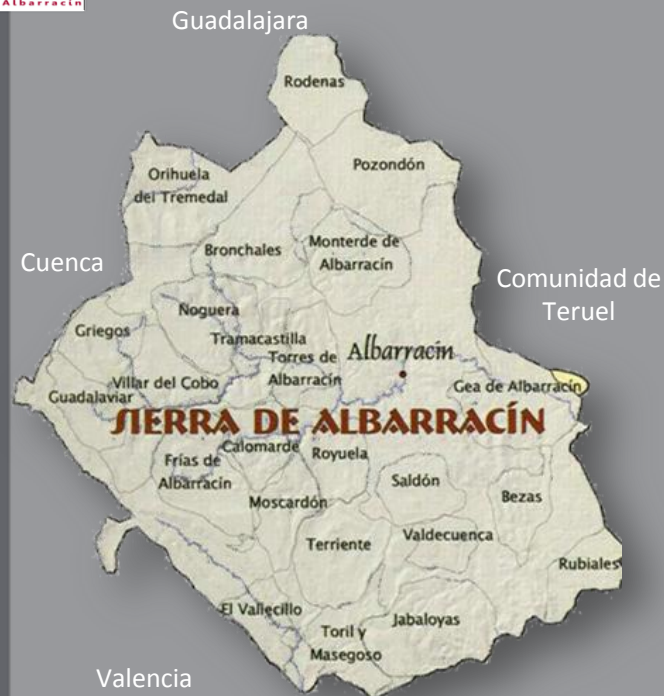 Albarracín
Guadalajara
Rodenas
Pozondón
Orihuela
del Tremedal
Bronchales
Monterde de
Albarracín
Cuenca
Comunidad de
Teruel
Noguera
Griegos
Tramacastilla
Torres de
Albarracín
Albarracín
Villar del Cobo
Gea de Albarracín
Guadalaviar
SIERRA DE ALBARRACÍN
Calomarde
Royuela
Frías de
Albarracín
Saldón
Moscardón
Bezas
Terriente
Valdecuenca
Rubiales
El Vallecillo
Jabaloyas
Toril y
Masegoso
Valencia